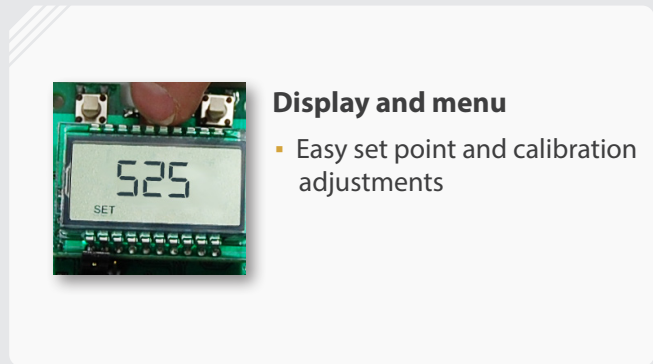 Display and menu
▪ Easy set point and calibration
adjustments
525
SET